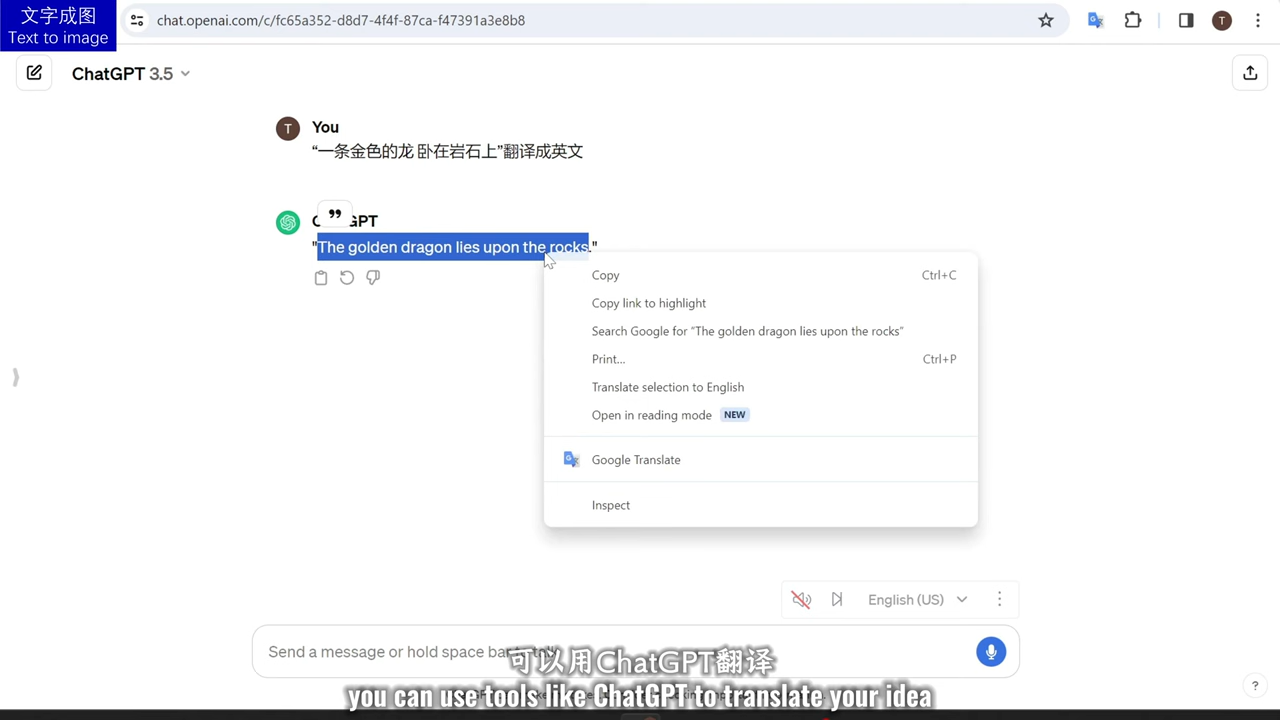 文字成图
Text to image
chat.openai.com/c/fc65a352-d8d7-4f4f-87ca-f47391a3e8b8
T
ChatGPT 3.5
T
You
“一条金色的龙 卧在岩石上”翻译成英文
GPT
"The golden dragon lies upon the rocks."
Copy
Ctrl+C
Copy link to highlight
Search Google for “The golden dragon lies upon the rocks”
Print...
Ctrl+P
Translate selection to English
Open in reading mode
NEW
Google Translate
Inspect
English (US)
Send a message or hold space bar to talk
可以用ChatGPT翻译
you can use tools like ChatGPT to translate your idea
?